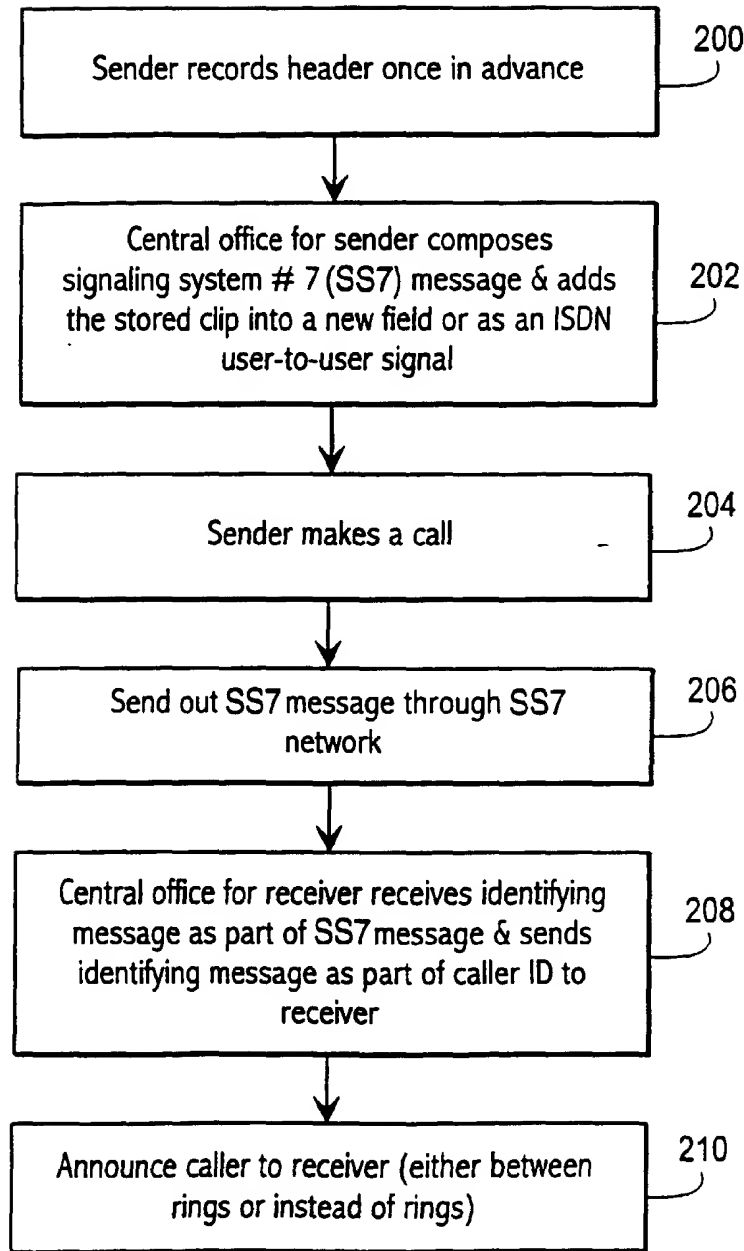 Sender records header once in advance
200
Central office for sender composes
signaling system # 7 (SS7) message & adds
the stored clip into a new field or as an ISDN
user-to-user signal
202
Sender makes a call
204
Send out SS7 message through SS7
network
206
Central office for receiver receives identifying
message as part of SS7 message & sends
identifying message as part of caller ID to
receiver
208
Announce caller to receiver (either between
rings or instead of rings)
210